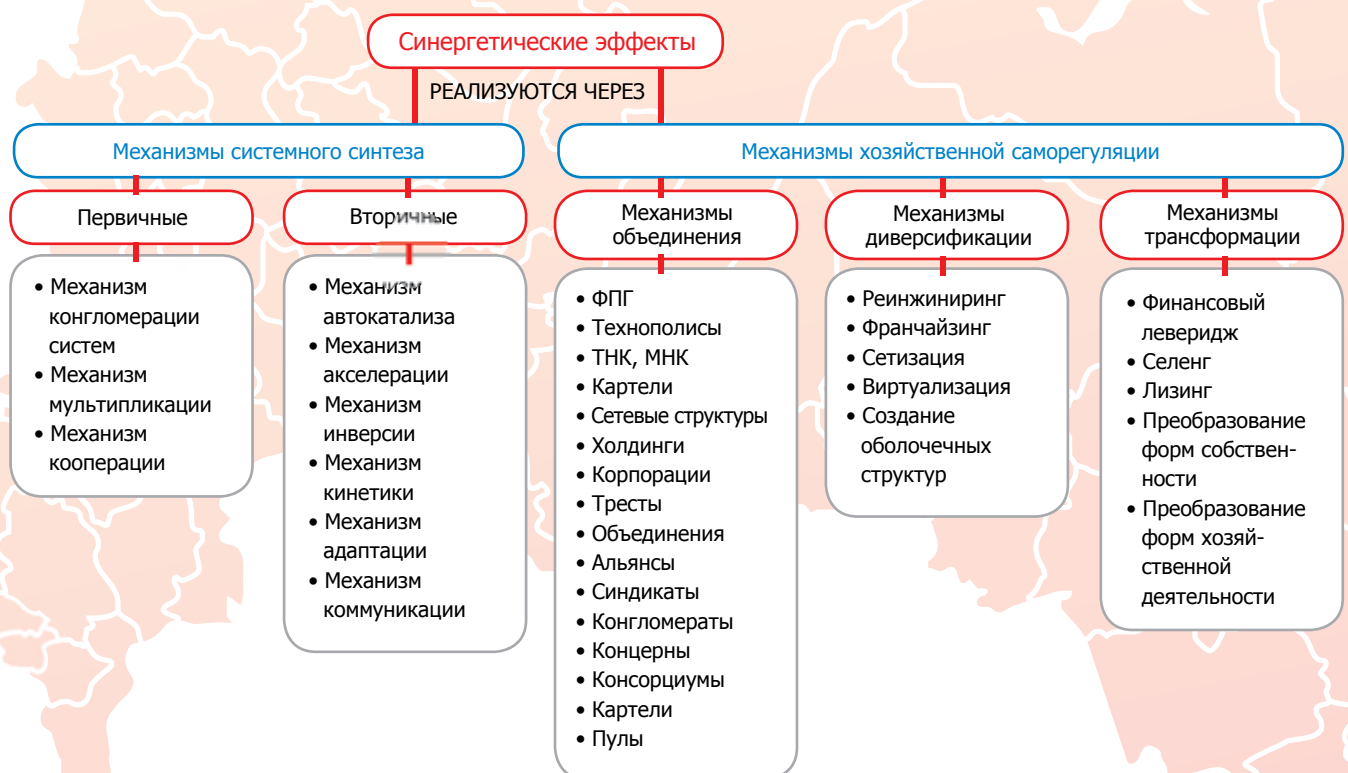 Синергетические эффекты
РЕАЛИЗУЮТСЯ ЧЕРЕЗ
Механизмы системного синтеза
Механизмы хозяйственной саморегуляции
Первичные
• Механизм
конгломерации
систем
• Механизм
мультипликации
• Механизм
кооперации
Вторичные
• Механизм
автокатализа
• Механизм
акселерации
• Механизм
инверсии
• Механизм
кинетики
• Механизм
адаптации
• Механизм
коммуникации
Механизмы
объединения
• ФПГ
• Технополисы
• ТНК, МНК
• Картели
• Сетевые структуры
• Холдинги
• Корпорации
• Тресты
• Объединения
• Альянсы
• Синдикаты
• Конгломераты
• Концерны
• Консорциумы
• Картели
• Пулы
Механизмы
диверсификации
• Реинжиниринг
• Франчайзинг
• Сетизация
• Виртуализация
• Создание
оболочечных
структур
Механизмы
трансформации
• Финансовый
леверидж
• Селенг
• Лизинг
• Преобразование
форм собствен-
ности
• Преобразование
форм хозяй-
ственной
деятельности